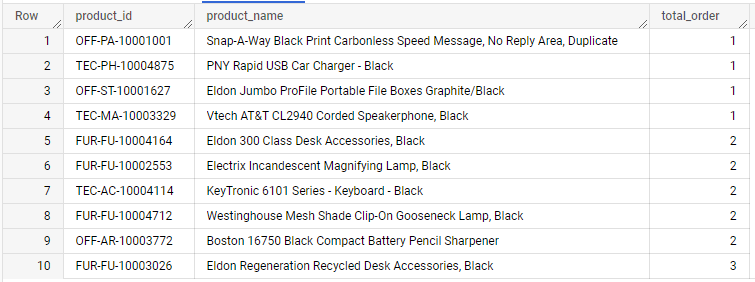 Row product_id product_name total_order
1 OFF-PA-10001001 Snap-A-Way Black Print Carbonless Speed Message, No Reply Area, Duplicate 1
2 TEC-PH-10004875 PNY Rapid USB Car Charger - Black 1
3 OFF-ST-10001627 Eldon Jumbo ProFile Portable File Boxes Graphite/Black 1
4 TEC-MA-10003329 Vtech AT&T CL2940 Corded Speakerphone, Black 1
5 FUR-FU-10004164 Eldon 300 Class Desk Accessories, Black 2
6 FUR-FU-10002553 Electrix Incandescent Magnifying Lamp, Black 2
7 TEC-AC-10004114 KeyTronic 6101 Series - Keyboard - Black 2
8 FUR-FU-10004712 Westinghouse Mesh Shade Clip-On Gooseneck Lamp, Black 2
9 OFF-AR-10003772 Boston 16750 Black Compact Battery Pencil Sharpener 2
10 FUR-FU-10003026 Eldon Regeneration Recycled Desk Accessories, Black 3